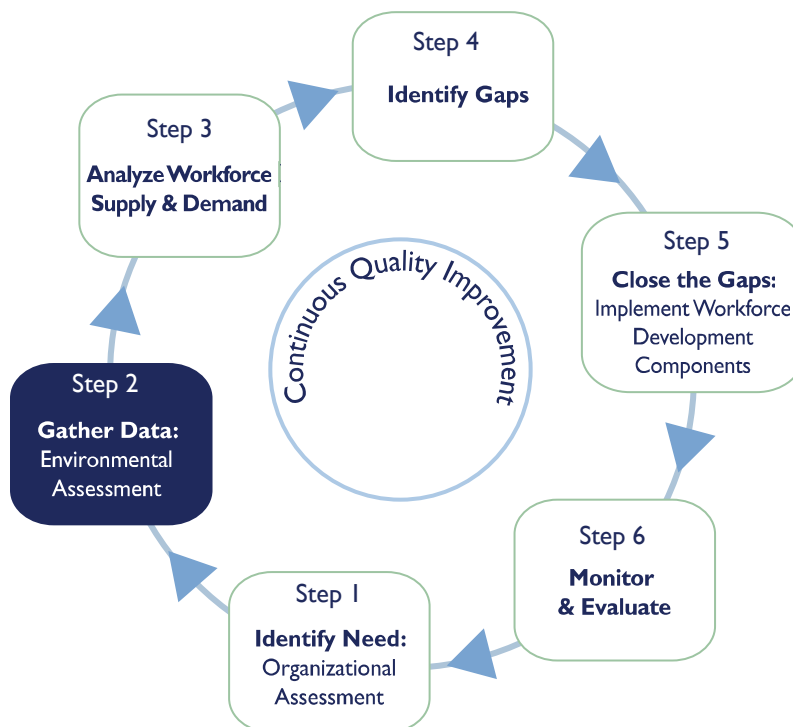 Step 1
Identify Need:
Organizational
Assessment
Step 2
Gather Data:
Environmental
Assessment
Step 3
Analyze Workforce
Supply & Demand
Step 4
Identify Gaps
Step 5
Close the Gaps:
Implement Workforce
Development
Components
Step 6
Monitor
& Evaluate
Continuous Quality Improvement